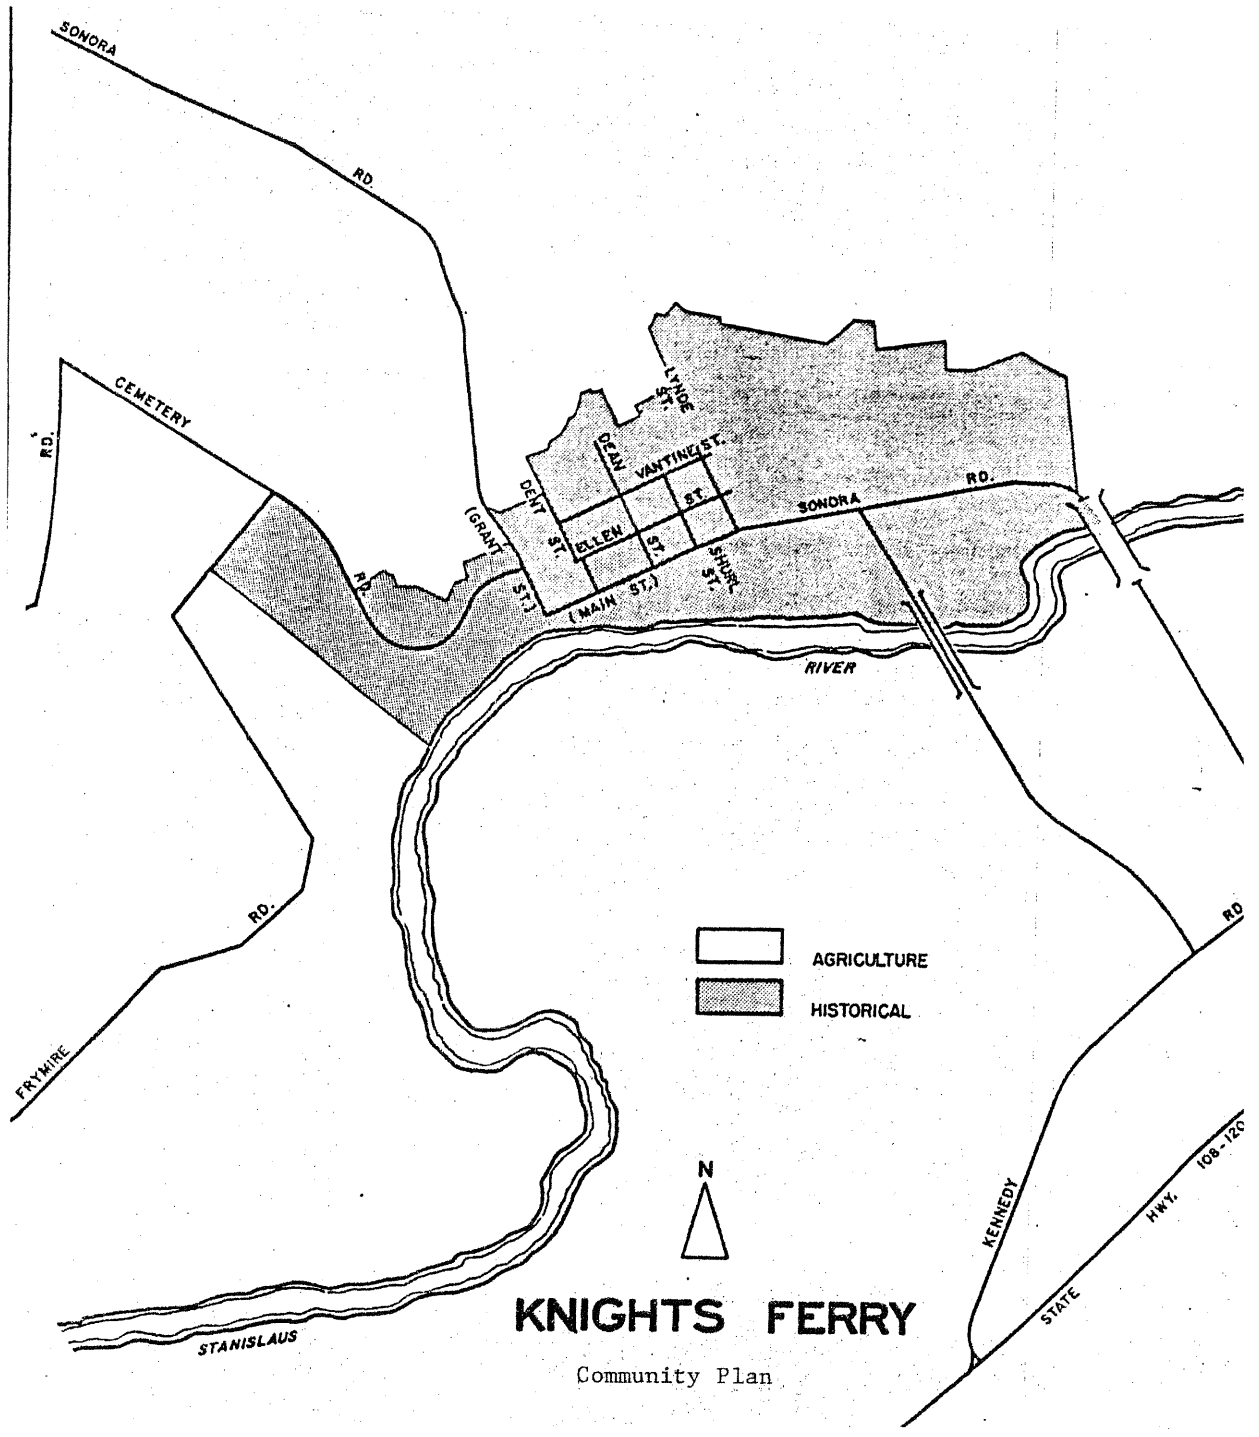 SONORA
RD.
CEMETERY
RD.
LYNDE
ST.
DEAN
VANTINE ST.
DENT
ST.
(GRANT
ST.)
ELLEN
ST.
ST.
SONORA
RD.
SHURL
ST.
(MAIN ST.)
RD.
RIVER
RD.
FRYMIRE
AGRICULTURE
HISTORICAL
RD
N
KENNEDY
STATE
HWY.
108-120
STANISLAUS
KNIGHTS FERRY
Community Plan